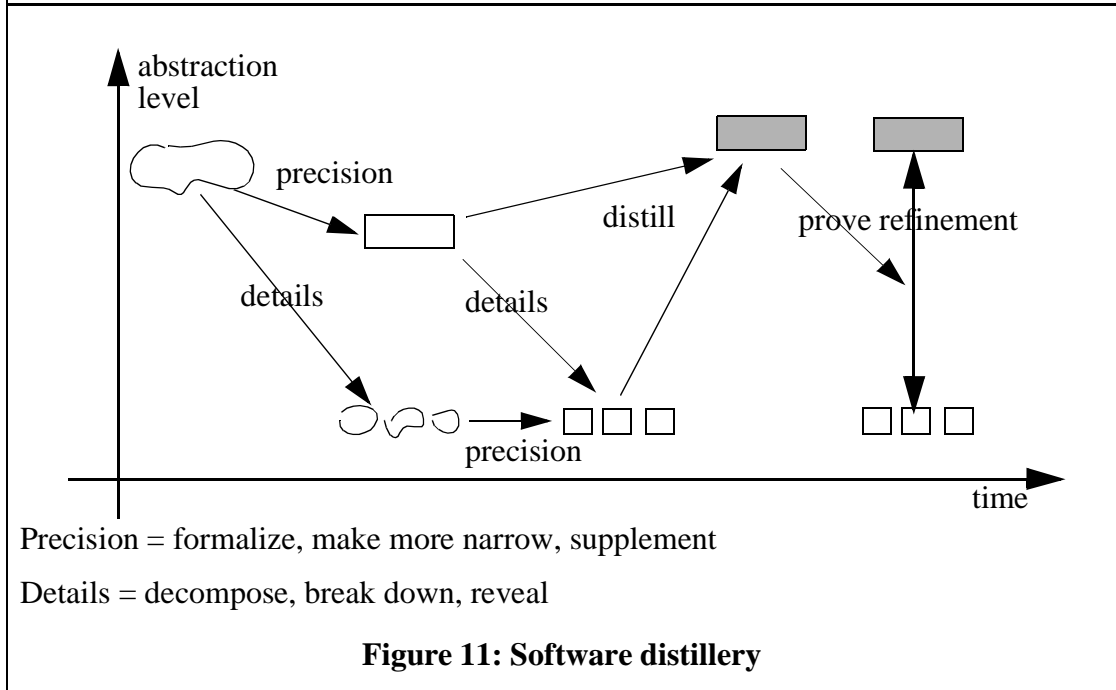 abstraction
level
precision
distill
prove refinement
details
details
precision
time
Precision = formalize, make more narrow, supplement
Details = decompose, break down, reveal
Figure 11: Software distillery